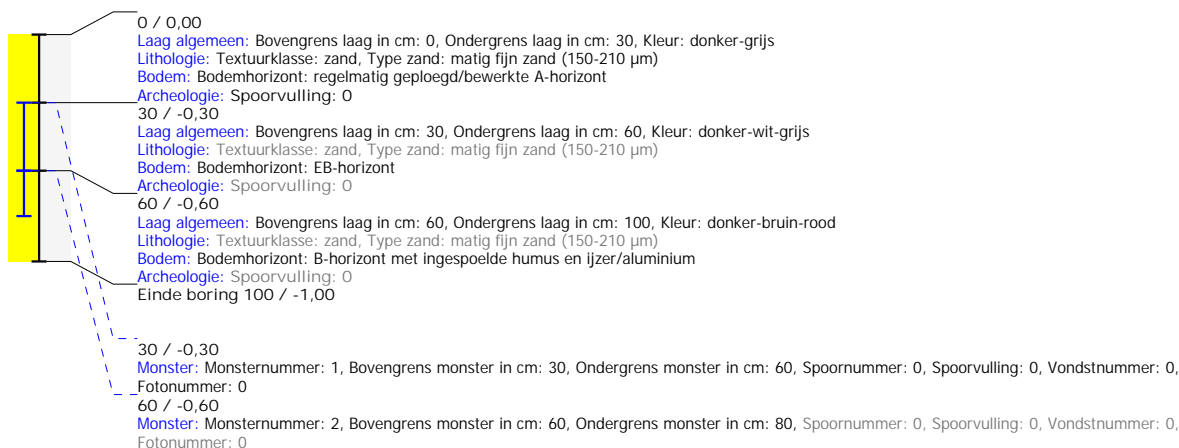 0 / 0,00
Laag algemeen: Bovengrens laag in cm: 0, Ondergrens laag in cm: 30, Kleur: donker-grijs
Lithologie: Textuurklasse: zand, Type zand: matig fijn zand (150-210 µm)
Bodem: Bodemhorizont: regelmatig geploegd/bewerkte A-horizont
Archeologie: Spoorvulling: 0
30 / -0,30
Laag algemeen: Bovengrens laag in cm: 30, Ondergrens laag in cm: 60, Kleur: donker-wit-grijs
Lithologie: Textuurklasse: zand, Type zand: matig fijn zand (150-210 µm)
Bodem: Bodemhorizont: EB-horizont
Archeologie: Spoorvulling: 0
60 / -0,60
Laag algemeen: Bovengrens laag in cm: 60, Ondergrens laag in cm: 100, Kleur: donker-bruin-rood
Lithologie: Textuurklasse: zand, Type zand: matig fijn zand (150-210 µm)
Bodem: Bodemhorizont: B-horizont met ingespoelde humus en ijzer/aluminium
Archeologie: Spoorvulling: 0
Einde boring 100 / -1,00
30 / -0,30
Monster: Monsternummer: 1, Bovengrens monster in cm: 30, Ondergrens monster in cm: 60, Spoornummer: 0, Spoorvulling: 0, Vondstnummer: 0,
Fotonummer: 0
60 / -0,60
Monster: Monsternummer: 2, Bovengrens monster in cm: 60, Ondergrens monster in cm: 80, Spoornummer: 0, Spoorvulling: 0, Vondstnummer: 0,
Fotonummer: 0